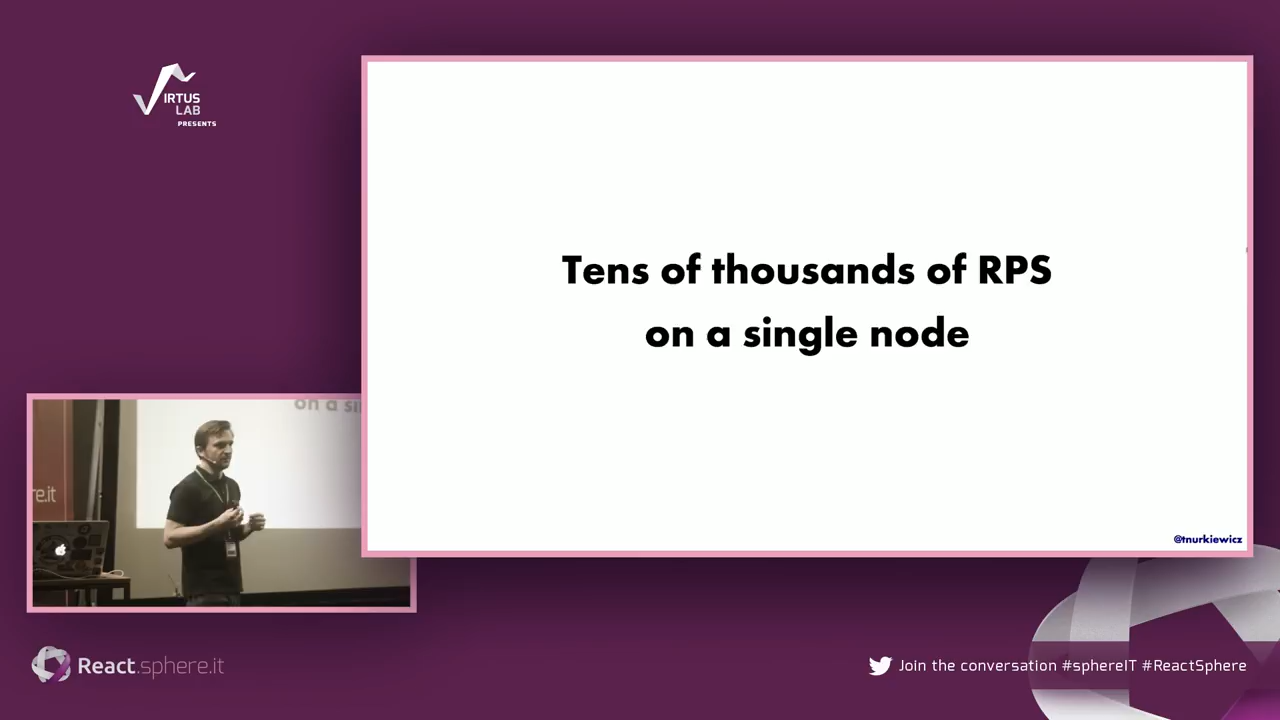 IRTUS
LAB
PRESENTS
Tens of thousands of RPS
on a single node
@tnurkiewicz
on a si
re.it
React.sphere.it
Join the conversation #sphereIT #ReactSphere